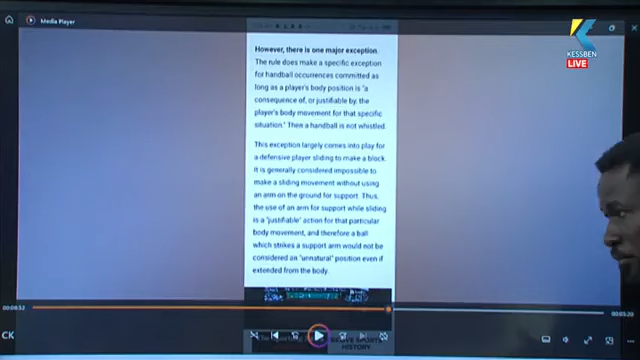 Media Player
KESSBEN
LIVE
However, there is one major exception.
The rule does make a specific exception
for handball occurrences committed as
long as a player's body position is "a
consequence of, or justifiable by, the
player's body movement for that specific
situation." Then a handball is not whistled.
This exception largely comes into play for
a defensive player sliding to make a block.
It is generally considered impossible to
make a sliding movement without using
an arm on the ground for support. Thus,
the use of an arm for support while sliding
is a "justifiable" action for that particular
body movement, and therefore a ball
which strikes a support arm would not be
considered an "unnatural" position even if
extended from the body.
0:08:52
0:05:20
CK
HISTORY